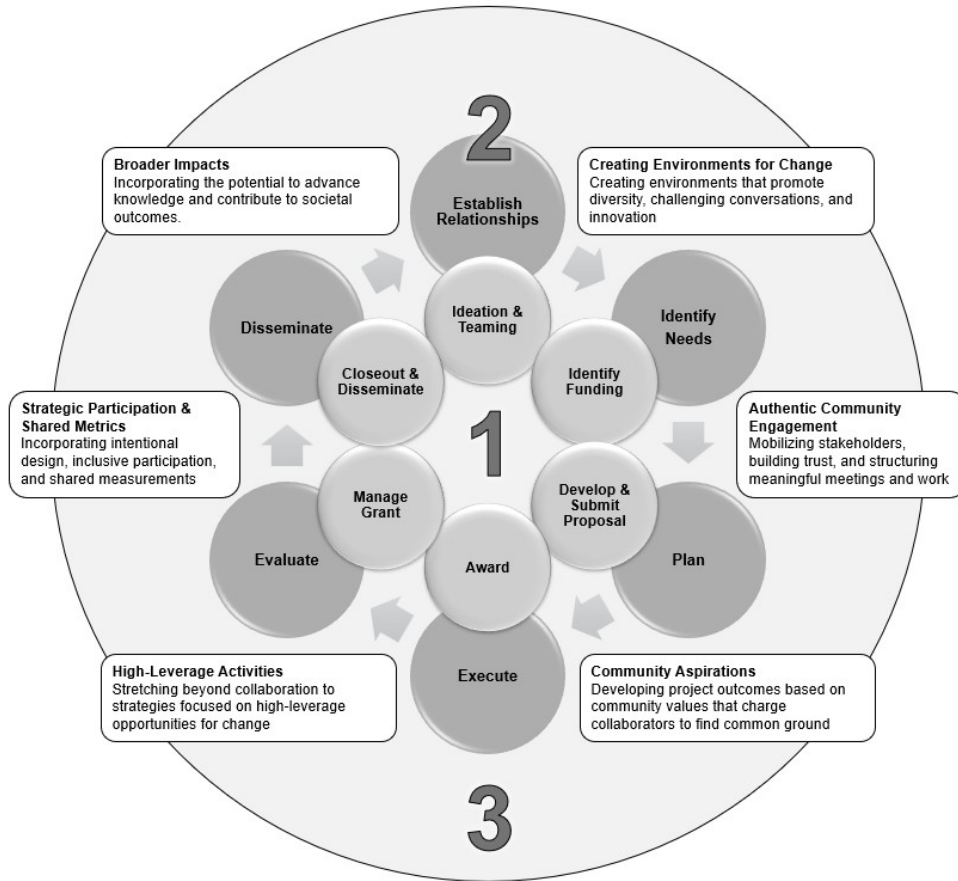 2
Broader Impacts
Incorporating the potential to advance
knowledge and contribute to societal
outcomes.
Establish
Relationships
Creating Environments for Change
Creating environments that promote
diversity, challenging conversations, and
innovation
Disseminate
Ideation &
Teaming
Identify
Needs
Closeout &
Disseminate
Identify
Funding
Strategic Participation &
Shared Metrics
Incorporating intentional
design, inclusive participation,
and shared measurements
1
Authentic Community
Engagement
Mobilizing stakeholders,
building trust, and structuring
meaningful meetings and work
Manage
Grant
Develop &
Submit
Proposal
Evaluate
Award
Plan
High-Leverage Activities
Stretching beyond collaboration to
strategies focused on high-leverage
opportunities for change
Execute
Community Aspirations
Developing project outcomes based on
community values that charge
collaborators to find common ground
3